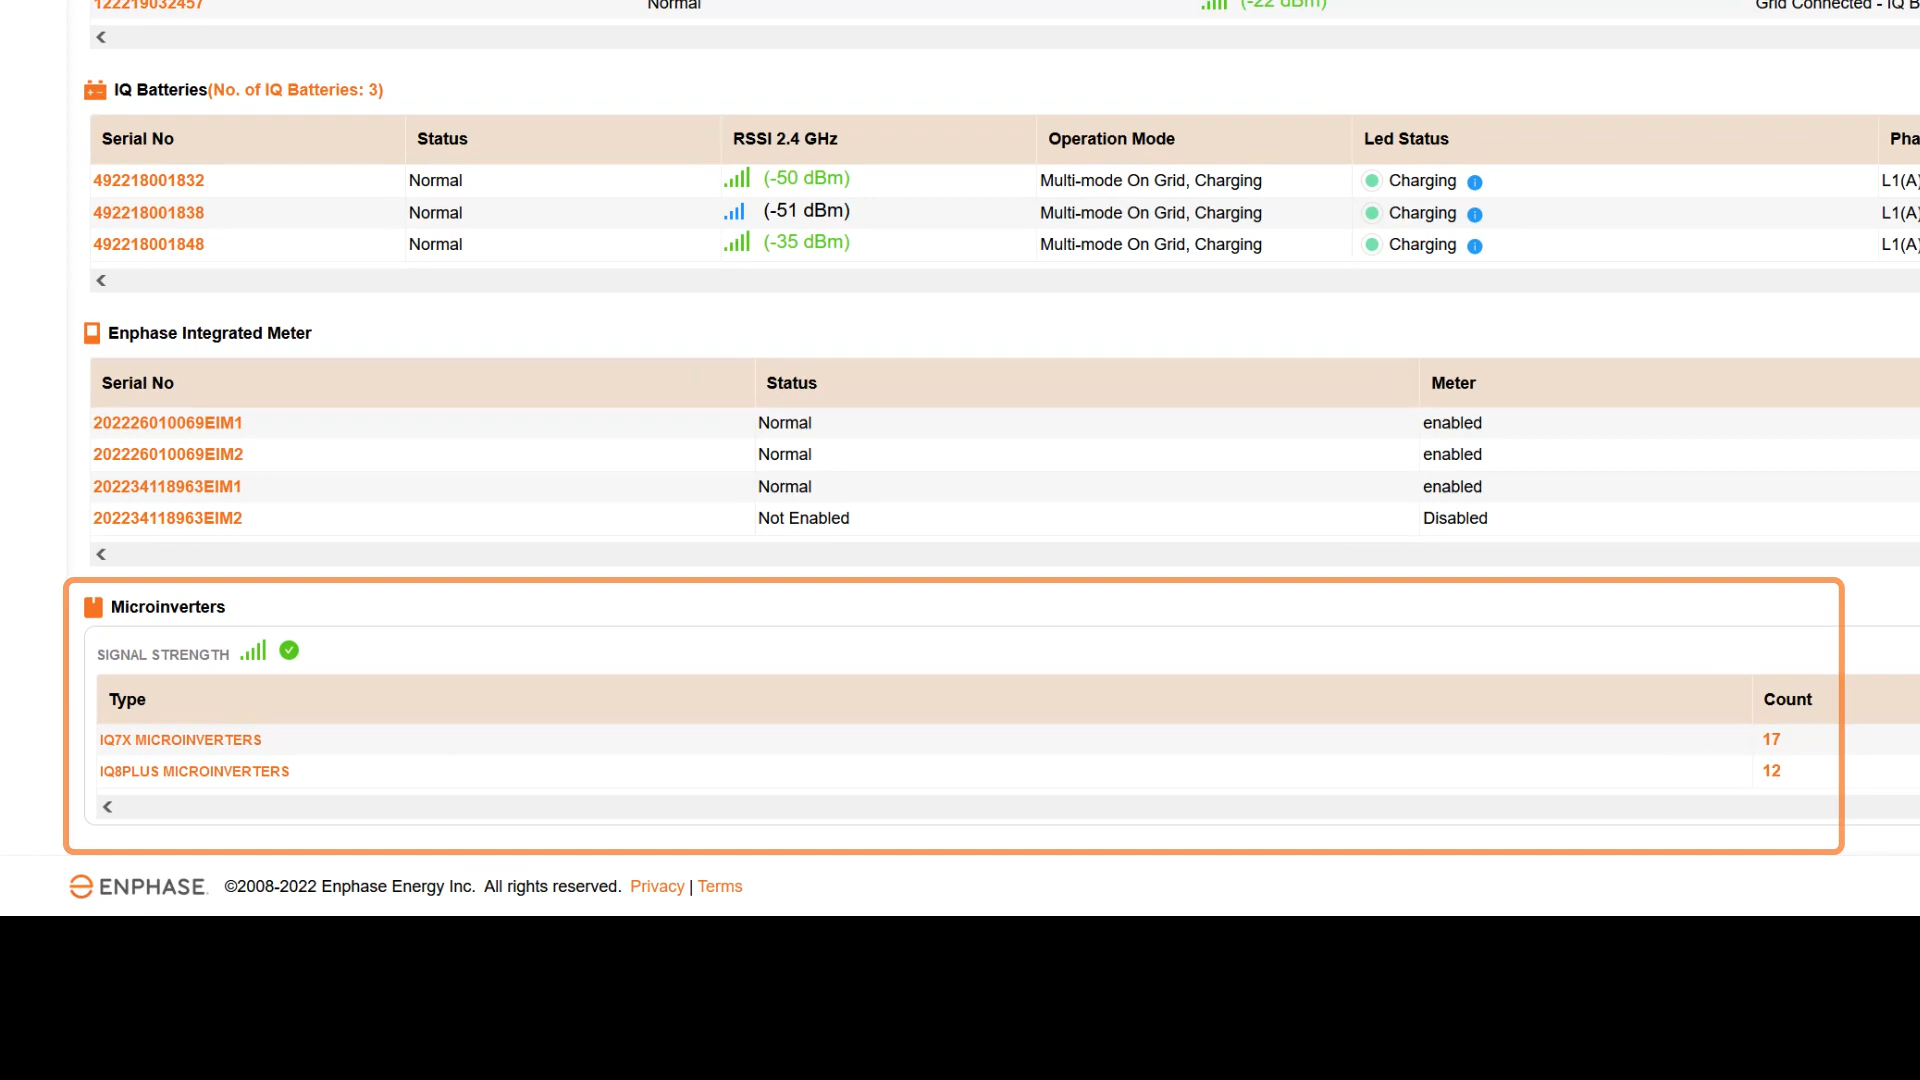 122219032457 Normal (-22 dBm) Grid Connected - IQ B
IQ Batteries(No. of IQ Batteries: 3)
Serial No Status RSSI 2.4 GHz Operation Mode Led Status Pha
492218001832 Normal (-50 dBm) Multi-mode On Grid, Charging Charging L1(A)
492218001838 Normal (-51 dBm) Multi-mode On Grid, Charging Charging L1(A)
492218001848 Normal (-35 dBm) Multi-mode On Grid, Charging Charging L1(A)
Enphase Integrated Meter
Serial No Status Meter
202226010069EIM1 Normal enabled
202226010069EIM2 Normal enabled
202234118963EIM1 Normal enabled
202234118963EIM2 Not Enabled Disabled
Microinverters
SIGNAL STRENGTH
Type Count
IQ7X MICROINVERTERS 17
IQ8PLUS MICROINVERTERS 12
ENPHASE. ©2008-2022 Enphase Energy Inc. All rights reserved. Privacy | Terms